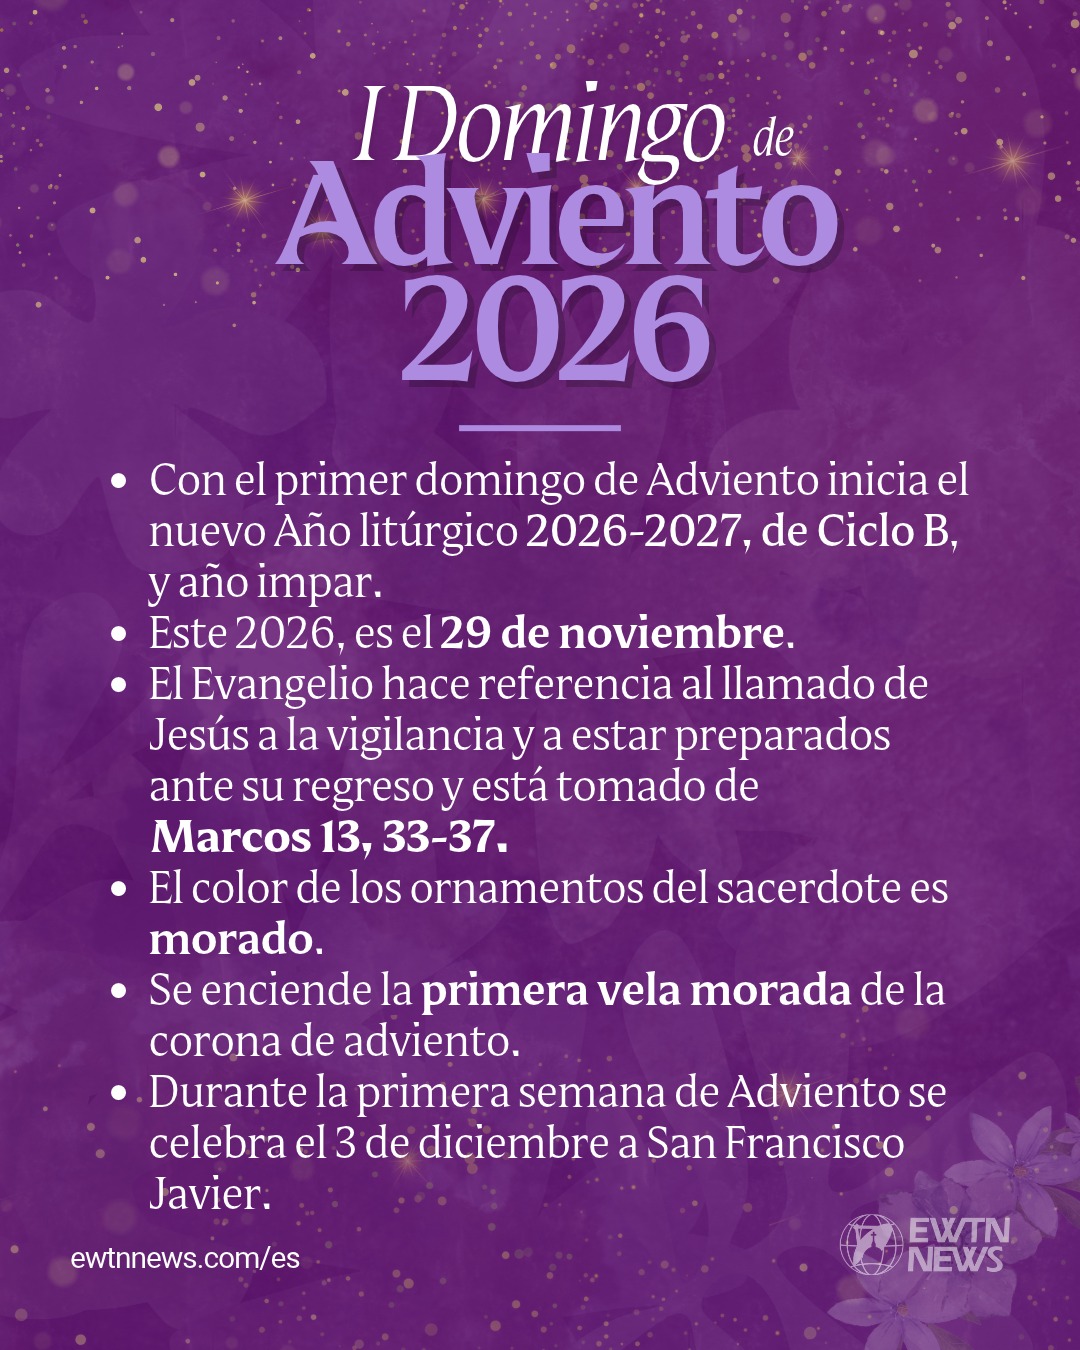 I Domingo de
Adviento
2026
• Con el primer domingo de Adviento inicia el
nuevo Año litúrgico 2026-2027, de Ciclo B,
y año impar.
• Este 2026, es el 29 de noviembre.
• El Evangelio hace referencia al llamado de
Jesús a la vigilancia y a estar preparados
ante su regreso y está tomado de
Marcos 13, 33-37.
• El color de los ornamentos del sacerdote es
morado.
• Se enciende la primera vela morada de la
corona de adviento.
• Durante la primera semana de Adviento se
celebra el 3 de diciembre a San Francisco
Javier.
ewtnnews.com/es
EWTN
NEWS